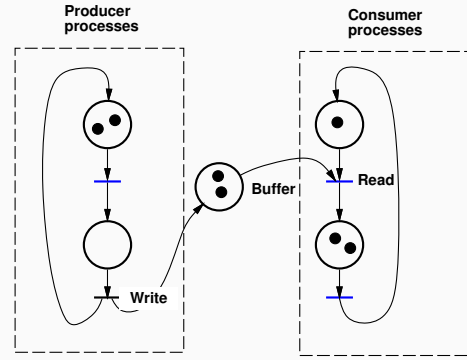 Producer
processes
Consumer
processes
Buffer
Read
Write